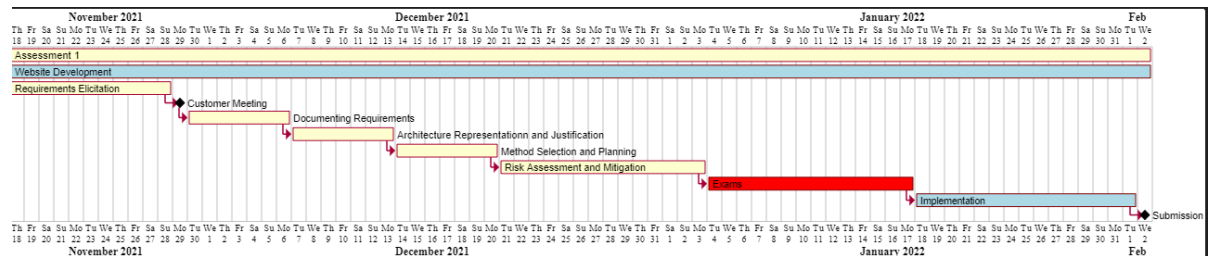 November 2021 December 2021 January 2022 Feb
Th Fr Sa Su Mo Tu We Th Fr Sa Su Mo Tu We Th Fr Sa Su Mo Tu We Th Fr Sa Su Mo Tu We Th Fr Sa Su Mo Tu We Th Fr Sa Su Mo Tu We Th Fr Sa Su Mo Tu We Th Fr Sa Su Mo Tu We Th Fr Sa Su Mo Tu We Th Fr Sa Su Mo Tu We Th Fr Sa Su Mo Tu We
18 19 20 21 22 23 24 25 26 27 28 29 30 1 2 3 4 5 6 7 8 9 10 11 12 13 14 15 16 17 18 19 20 21 22 23 24 25 26 27 28 29 30 31 1 2 3 4 5 6 7 8 9 10 11 12 13 14 15 16 17 18 19 20 21 22 23 24 25 26 27 28 29 30 31 1 2
Assessment 1
Website Development
Requirements Elicitation
Customer Meeting
Documenting Requirements
Architecture Representationn and Justification
Method Selection and Planning
Risk Assessment and Mitigation
Exams
Implementation
Submission
Th Fr Sa Su Mo Tu We Th Fr Sa Su Mo Tu We Th Fr Sa Su Mo Tu We Th Fr Sa Su Mo Tu We Th Fr Sa Su Mo Tu We Th Fr Sa Su Mo Tu We Th Fr Sa Su Mo Tu We Th Fr Sa Su Mo Tu We Th Fr Sa Su Mo Tu We Th Fr Sa Su Mo Tu We Th Fr Sa Su Mo Tu We
18 19 20 21 22 23 24 25 26 27 28 29 30 1 2 3 4 5 6 7 8 9 10 11 12 13 14 15 16 17 18 19 20 21 22 23 24 25 26 27 28 29 30 31 1 2 3 4 5 6 7 8 9 10 11 12 13 14 15 16 17 18 19 20 21 22 23 24 25 26 27 28 29 30 31 1 2
November 2021 December 2021 January 2022 Feb